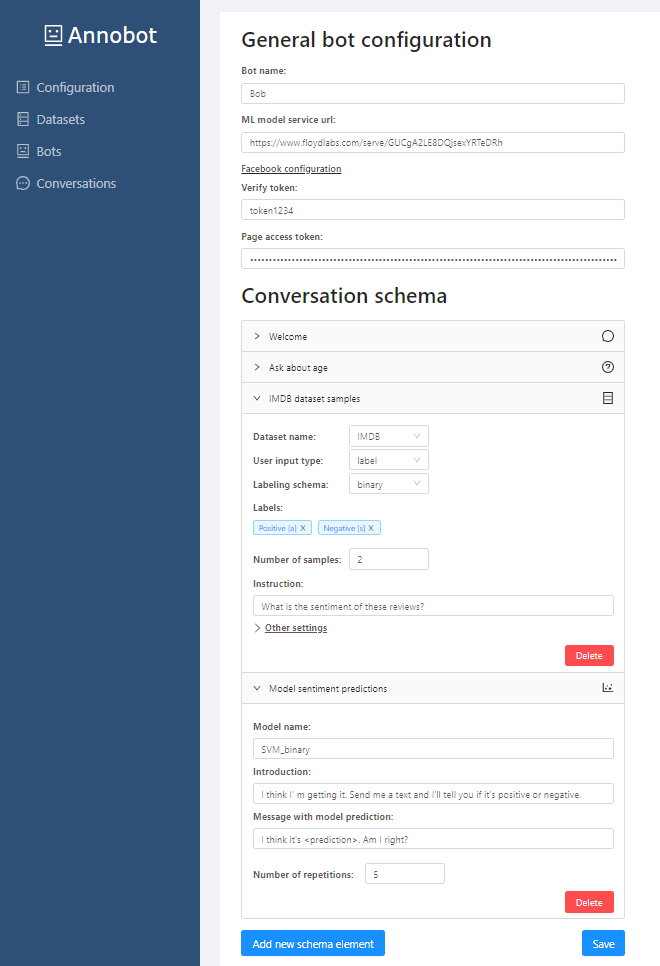 Annobot
Configuration
Datasets
Bots
Conversations
General bot configuration
Bot name:
Bob
ML model service url:
https://www.floydlabs.com/serve/GUCgA2LE8DQjsexYRTeDRh
Facebook configuration
Verify token:
token1234
Page access token:
Conversation schema
Welcome
Ask about age
IMDB dataset samples
Dataset name: IMDB
User input type: label
Labeling schema: binary
Labels:
Positive [a] X Negative [s] X
Number of samples: 2
Instruction:
What is the sentiment of these reviews?
Other settings
Delete
Model sentiment predictions
Model name:
SVM_binary
Introduction:
I think I' m getting it. Send me a text and I'll tell you if it's positive or negative.
Message with model prediction:
I think it's <prediction>. Am I right?
Number of repetitions: 5
Delete
Add new schema element Save